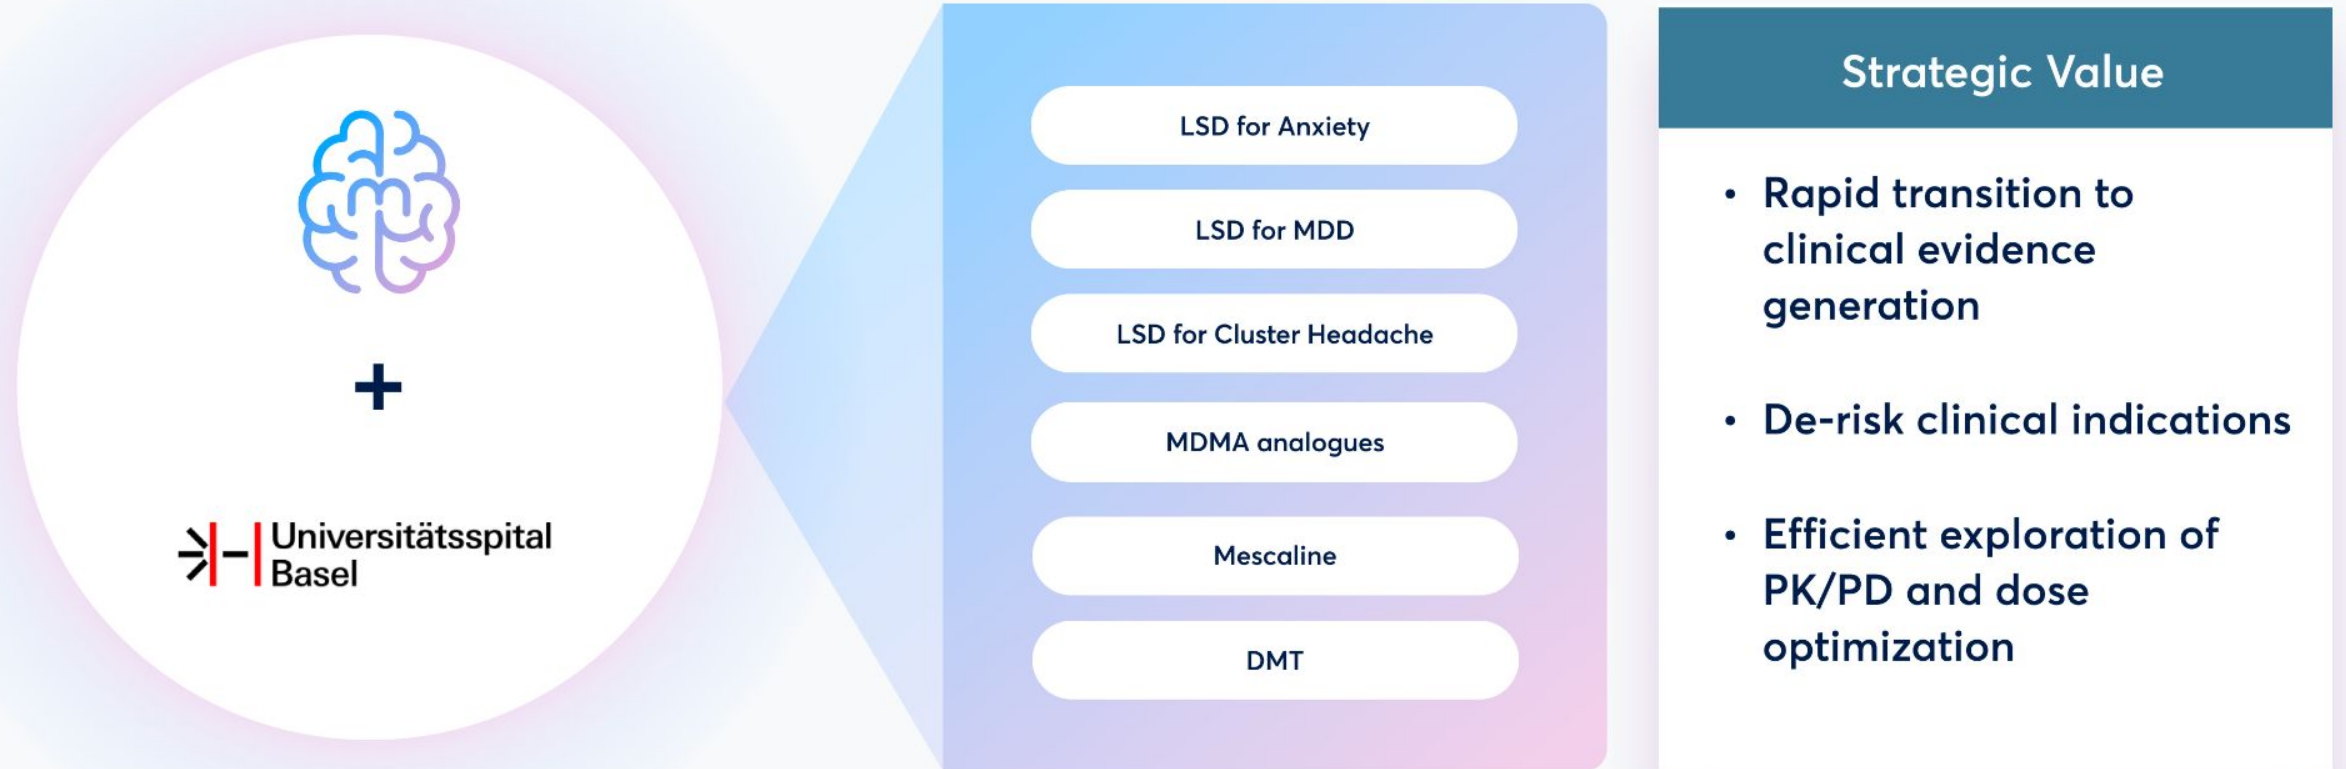 +
Universitätsspital
Basel
LSD for Anxiety
LSD for MDD
LSD for Cluster Headache
MDMA analogues
Mescaline
DMT
Strategic Value
• Rapid transition to
clinical evidence
generation
• De-risk clinical indications
• Efficient exploration of
PK/PD and dose
optimization